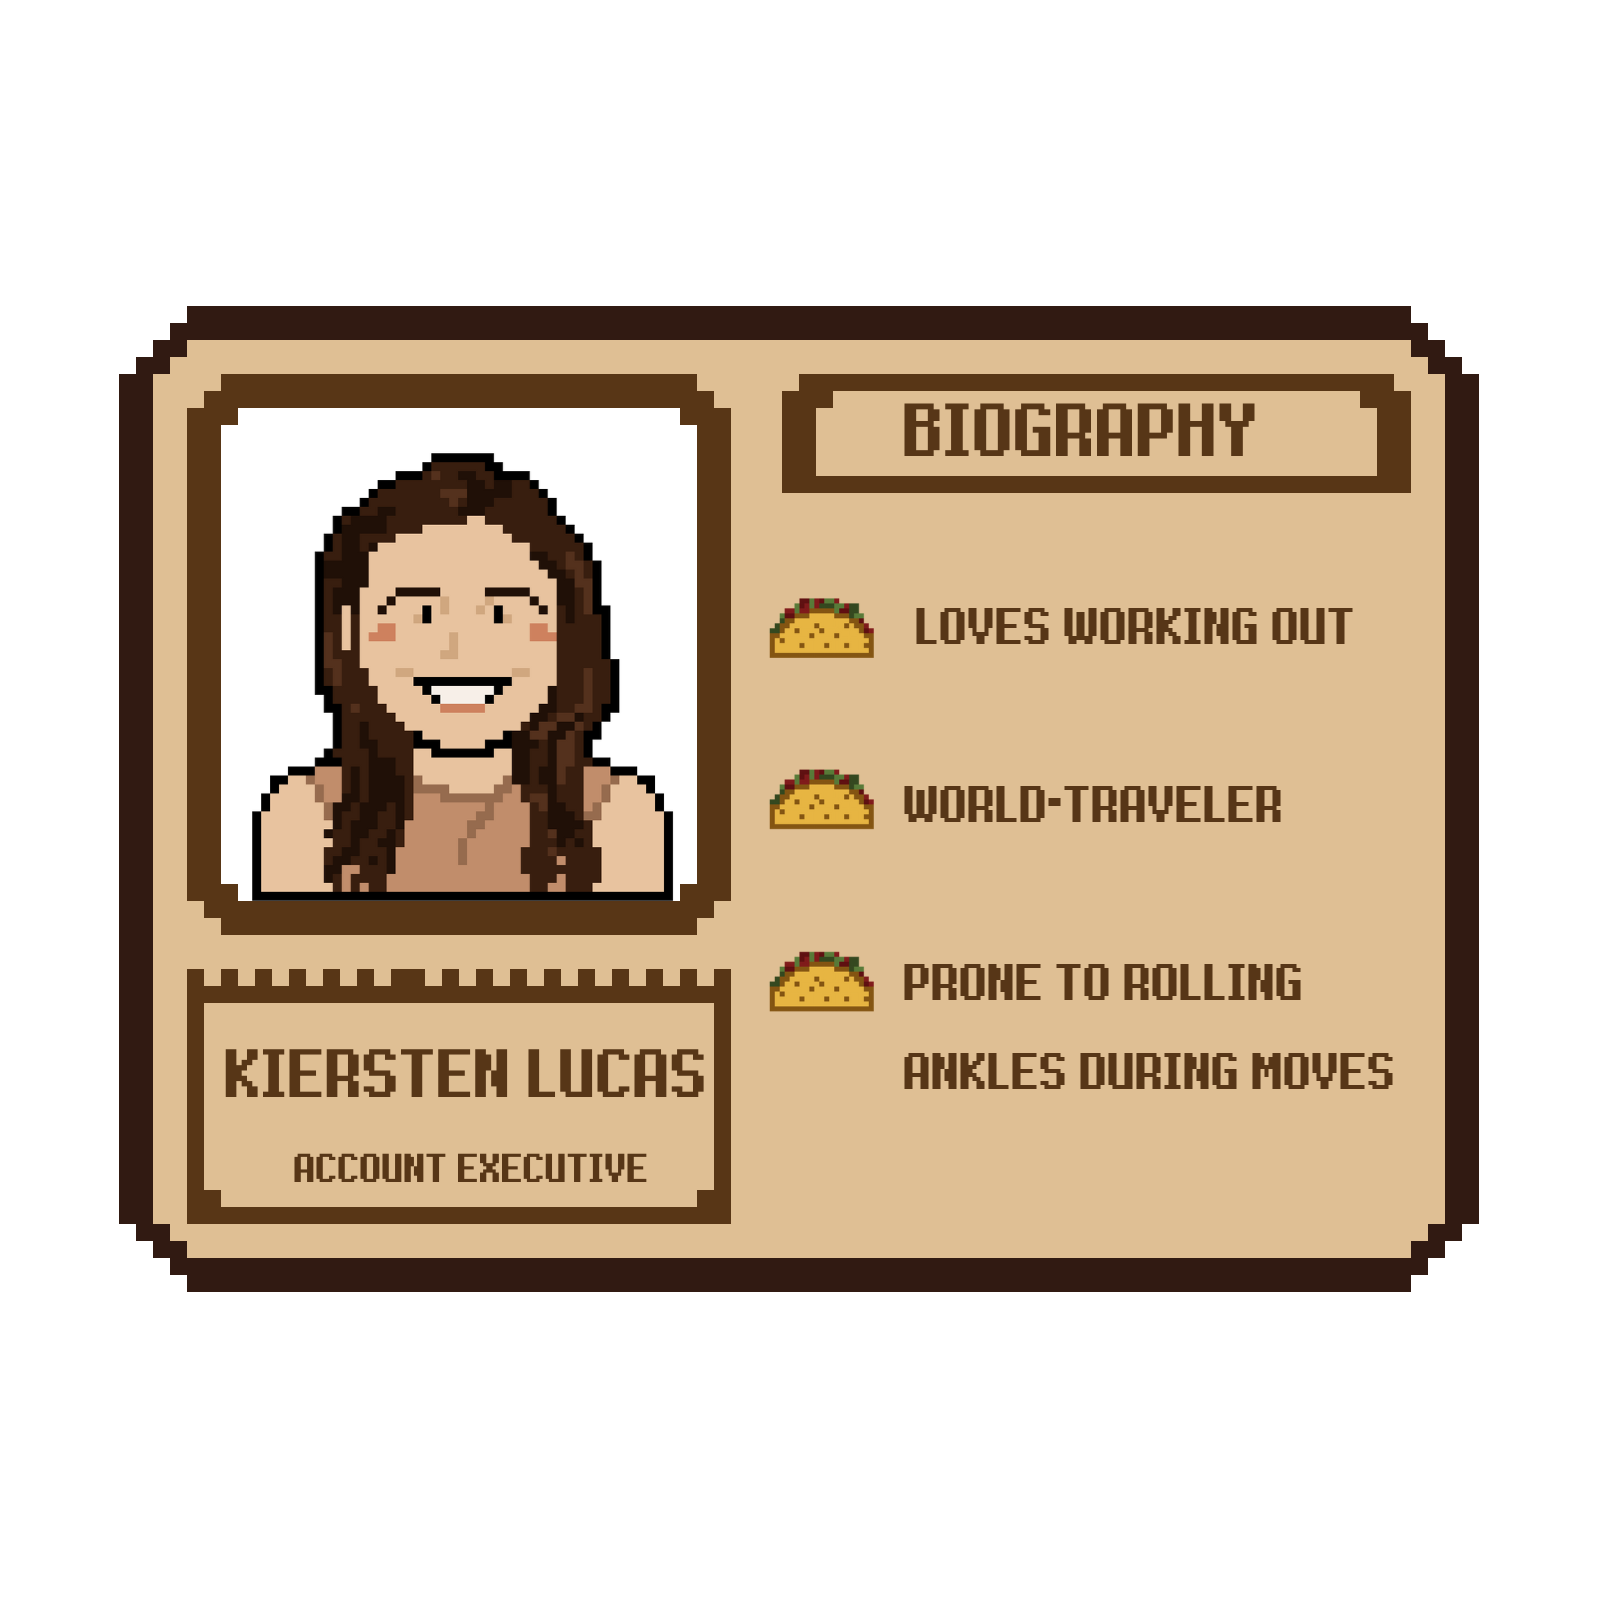 BIOGRAPHY
LOVES WORKING OUT
WORLD-TRAVELER
PRONE TO ROLLING
ANKLES DURING MOVES
KIERSTEN LUCAS
ACCOUNT EXECUTIVE